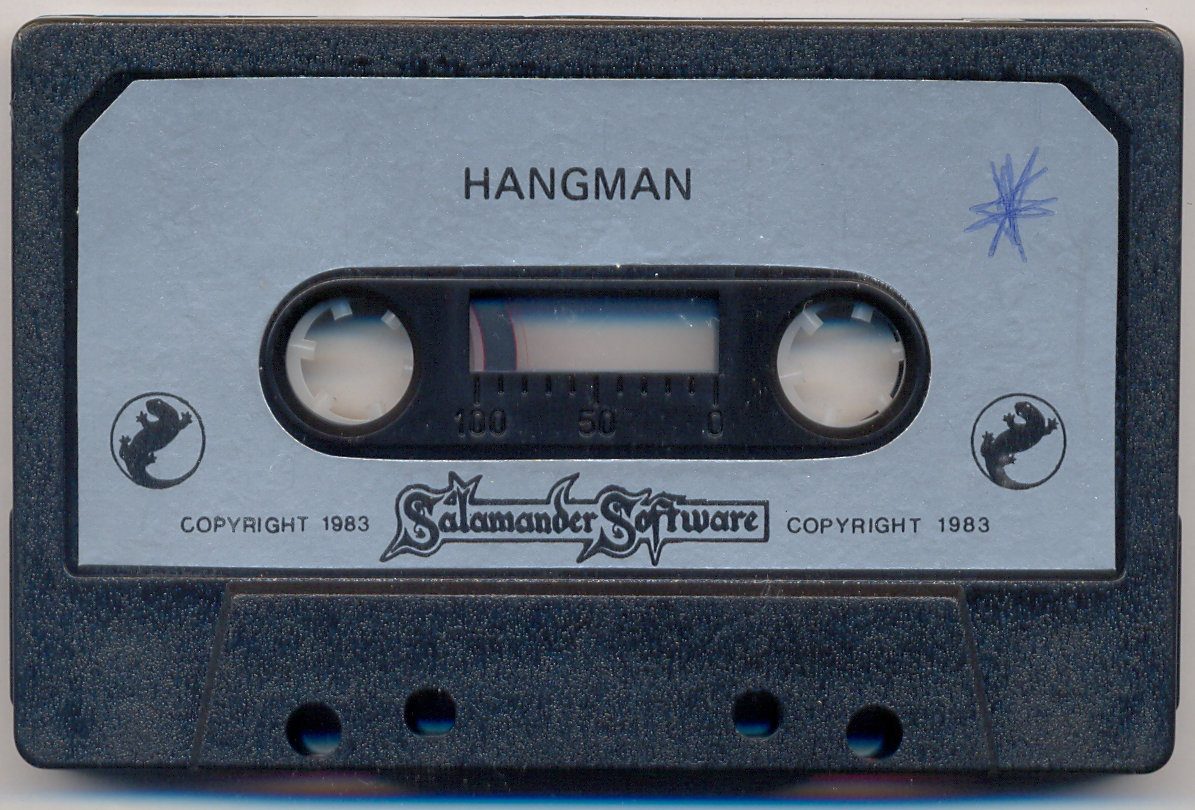 HANGMAN
100 50 0
Salamander Software
COPYRIGHT 1983
COPYRIGHT 1983